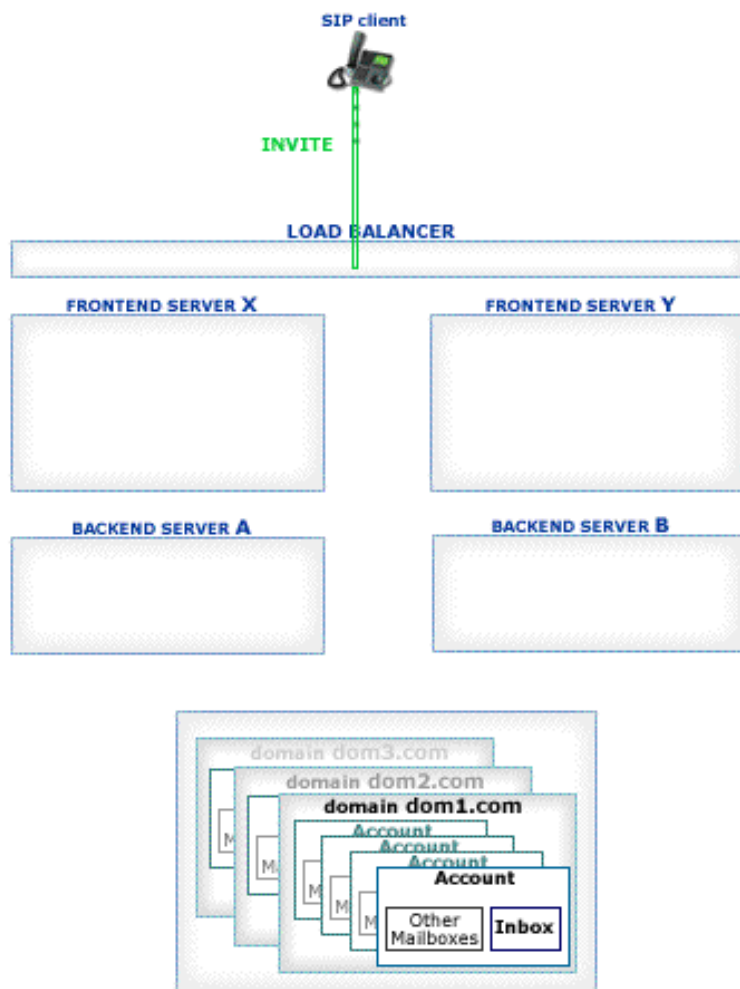 SIP client
INVITE
LOAD BALANCER
FRONTEND SERVER X
FRONTEND SERVER Y
BACKEND SERVER A
BACKEND SERVER B
domain dom3.com
domain dom2.com
domain dom1.com
Account
Account
Account
Account
M
Ma
M
M
M
Other
Mailboxes
Inbox